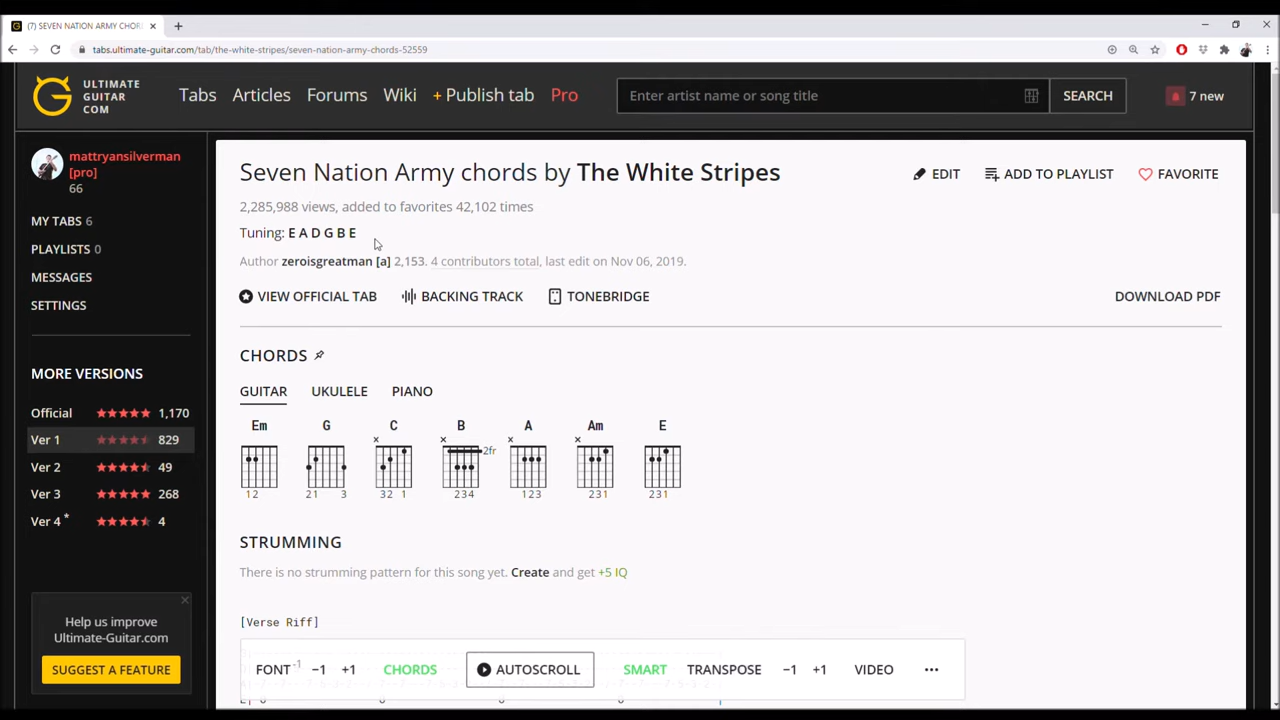 (7) SEVEN NATION ARMY CHOR
tabs.ultimate-guitar.com/tab/the-white-stripes/seven-nation-army-chords-52559
ULTIMATE
GUITAR
COM
Tabs Articles Forums Wiki + Publish tab Pro
Enter artist name or song title
SEARCH
7 new
mattryansilverman
[pro]
66
MY TABS 6
PLAYLISTS 0
MESSAGES
SETTINGS
MORE VERSIONS
Official 1,170
Ver 1 829
Ver 2 49
Ver 3 268
Ver 4 * 4
Help us improve
Ultimate-Guitar.com
SUGGEST A FEATURE
Seven Nation Army chords by The White Stripes
EDIT ADD TO PLAYLIST FAVORITE
2,285,988 views, added to favorites 42,102 times
Tuning: E A D G B E
Author zeroisgreatman [a] 2,153. 4 contributors total, last edit on Nov 06, 2019.
VIEW OFFICIAL TAB BACKING TRACK TONEBRIDGE DOWNLOAD PDF
CHORDS
GUITAR UKULELE PIANO
Em G C B A Am E
x x x x
2fr
12 21 3 32 1 234 123 231 231
STRUMMING
There is no strumming pattern for this song yet. Create and get +5 IQ
[Verse Riff]
FONT -1 −1 +1 CHORDS AUTOSCROLL SMART TRANSPOSE −1 +1 VIDEO ...